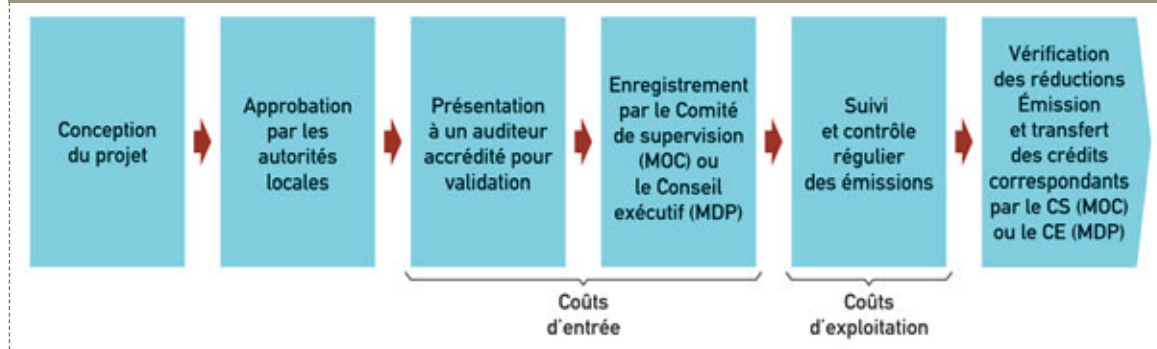 Conception
du projet
Approbation
par les
autorités
locales
Présentation
à un auditeur
accrédité pour
validation
Enregistrement
par le Comité
de supervision
(MOC) ou
le Conseil
exécutif (MDP)
Suivi
et contrôle
régulier
des émissions
Vérification
des réductions
Émission
et transfert
des crédits
correspondants
par le CS (MOC)
ou le CE (MDP)
Coûts
d'entrée
Coûts
d'exploitation